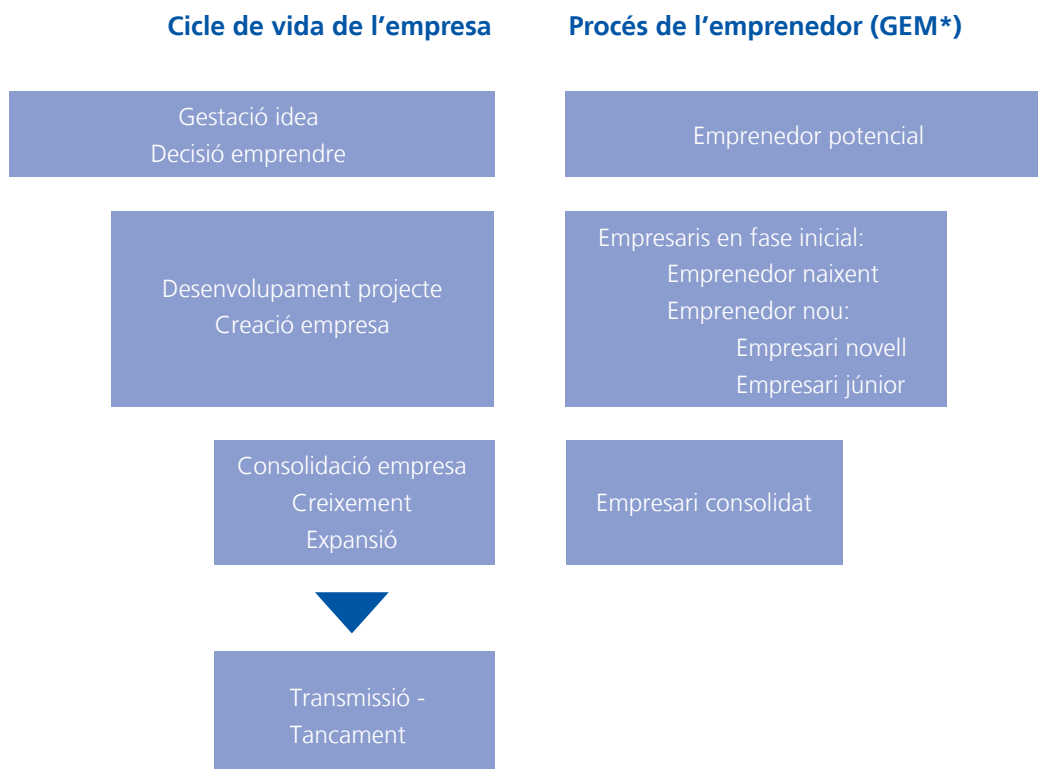 Cicle de vida de l’empresa
Procés de l’emprenedor (GEM*)
Gestació idea
Decisió emprendre
Emprenedor potencial
Desenvolupament projecte
Creació empresa
Empresaris en fase inicial:
Emprenedor naixent
Emprenedor nou:
Empresari novell
Empresari júnior
Consolidació empresa
Creixement
Expansió
Empresari consolidat
Transmissió -
Tancament